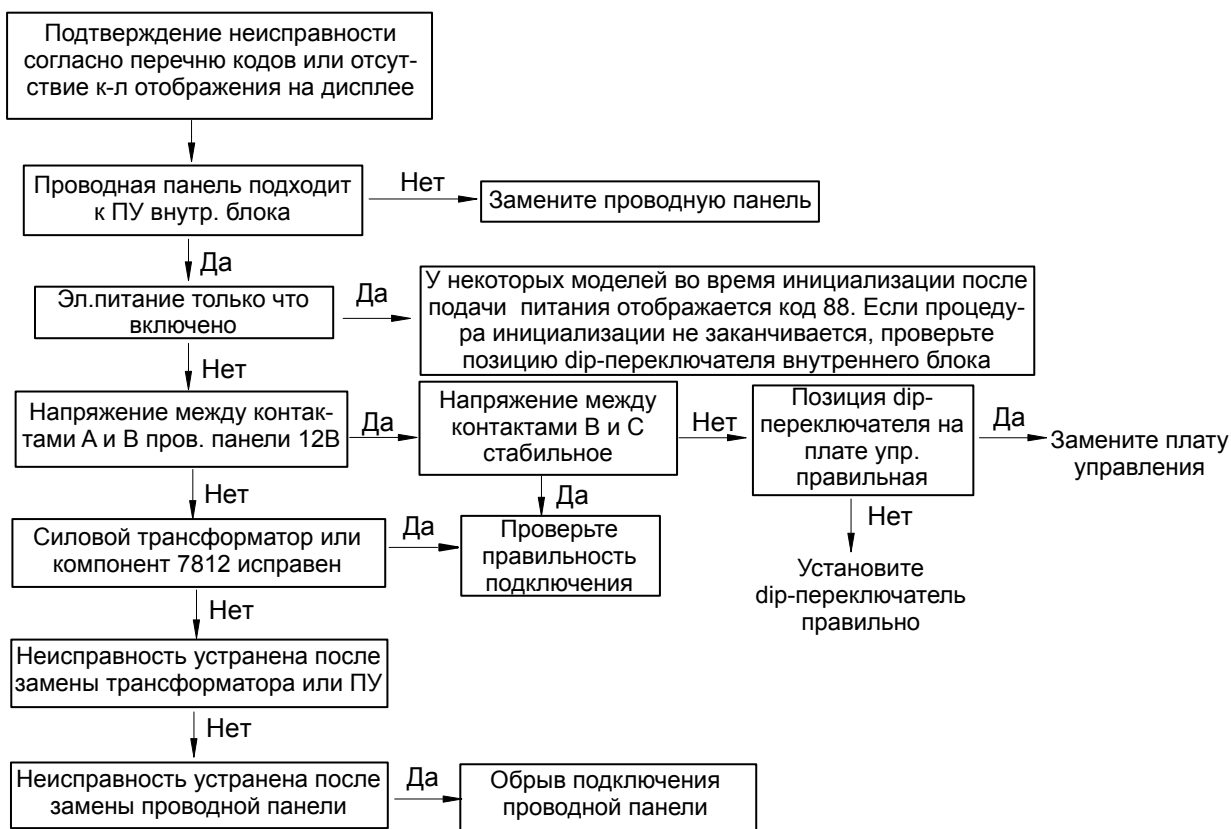 Подтверждение неисправности
согласно перечню кодов или отсут-
ствие к-л отображения на дисплее
Проводная панель подходит
к ПУ внутр. блока
Нет
Замените проводную панель
Да
Эл.питание только что
включено
Да
У некоторых моделей во время инициализации после
подачи питания отображается код 88. Если процеду-
ра инициализации не заканчивается, проверьте
позицию dip-переключателя внутреннего блока
Нет
Напряжение между контак-
тами A и B пров. панели 12В
Да
Напряжение между
контактами B и C
стабильное
Нет
Позиция dip-
переключателя на
плате упр.
правильная
Да
Замените плату
управления
Нет
Да
Нет
Силовой трансформатор или
компонент 7812 исправен
Да
Проверьте
правильность
подключения
Установите
dip-переключатель
правильно
Нет
Неисправность устранена после
замены трансформатора или ПУ
Нет
Неисправность устранена после
замены проводной панели
Да
Обрыв подключения
проводной панели